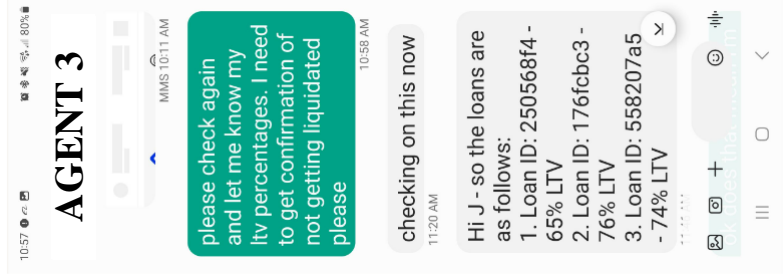 10:57
80%
AGENT 3
MMS 10:11 AM
please check again
and let me know my
ltv percentages. I need
to get confirmation of
not getting liquidated
please
10:58 AM
checking on this now
11:20 AM
Hi J - so the loans are
as follows:
1. Loan ID: 250568f4 -
65% LTV
2. Loan ID: 176fcbc3 -
76% LTV
3. Loan ID: 558207a5
- 74% LTV